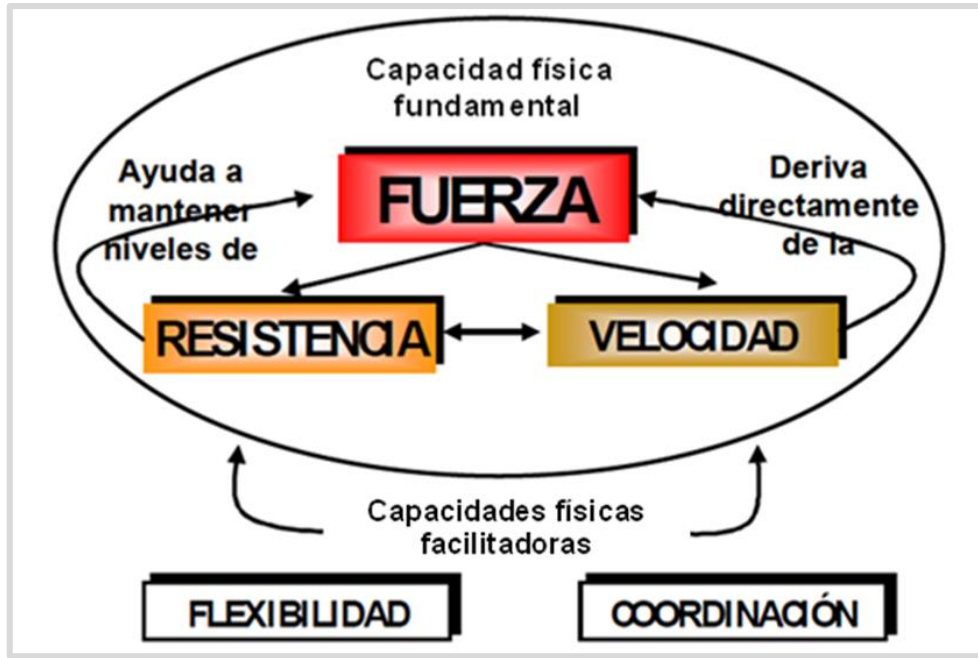 Capacidad física
fundamental
FUERZA
Ayuda a
mantener
niveles de
Deriva
directamente
de la
RESISTENCIA
VELOCIDAD
Capacidades físicas
facilitadoras
FLEXIBILIDAD
COORDINACIÓN